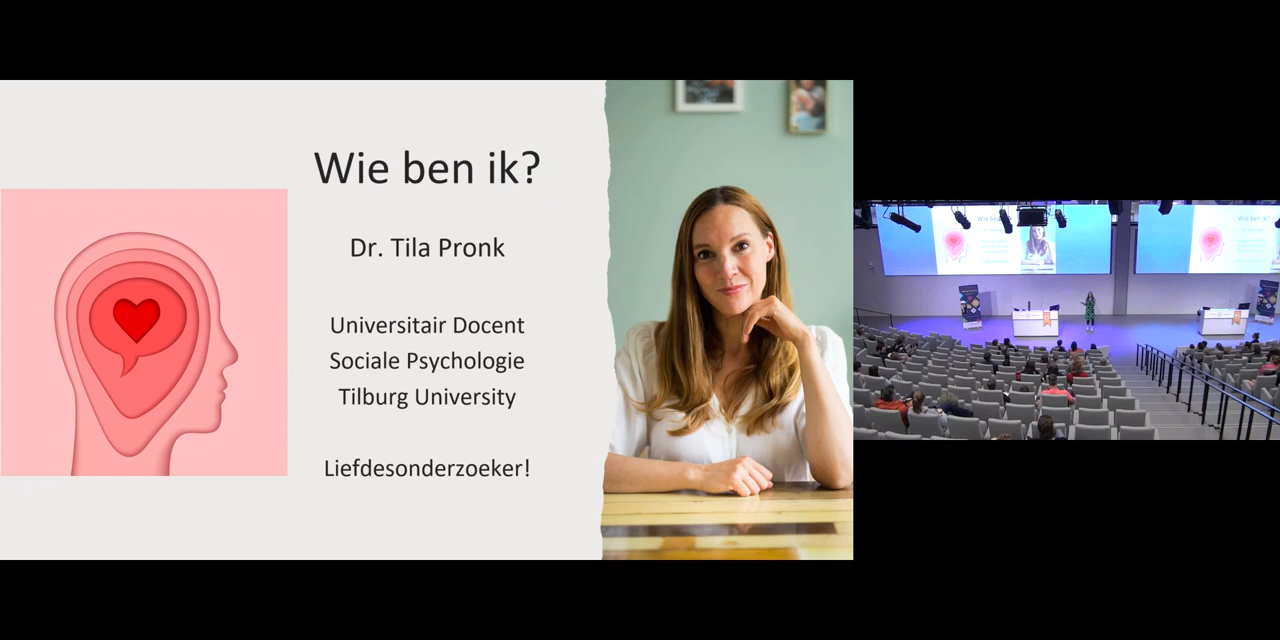 Wie ben ik?
Dr. Tila Pronk
Universitair Docent
Sociale Psychologie
Tilburg University
Liefdesonderzoeker!